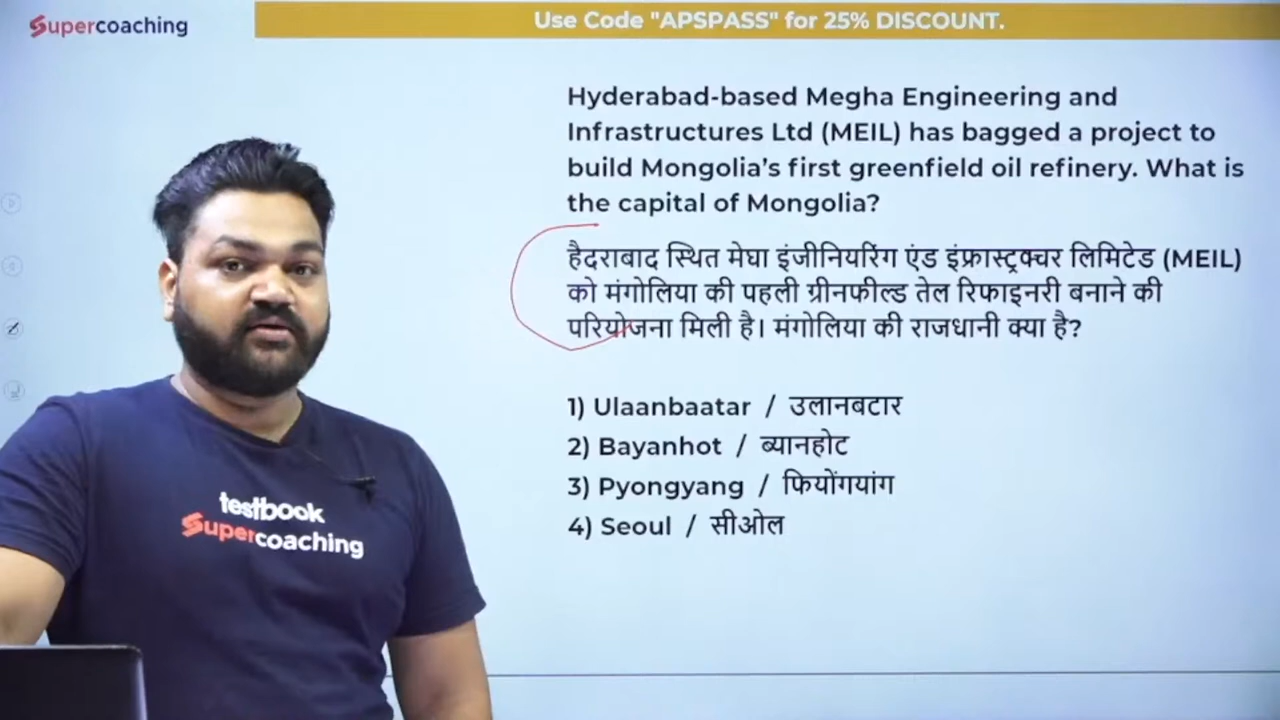 Supercoaching
Use Code "APSPASS" for 25% DISCOUNT.
Hyderabad-based Megha Engineering and
Infrastructures Ltd (MEIL) has bagged a project to
build Mongolia's first greenfield oil refinery. What is
the capital of Mongolia?
हैदराबाद स्थित मेघा इंजीनियरिंग एंड इंफ्रास्ट्रक्चर लिमिटेड (MEIL)
को मंगोलिया की पहली ग्रीनफील्ड तेल रिफाइनरी बनाने की
परियोजना मिली है। मंगोलिया की राजधानी क्या है?
1) Ulaanbaatar / उलानबटार
2) Bayanhot / ब्यानहोट
3) Pyongyang / फियोंगयांग
4) Seoul / सीओल
testbook
Supercoaching